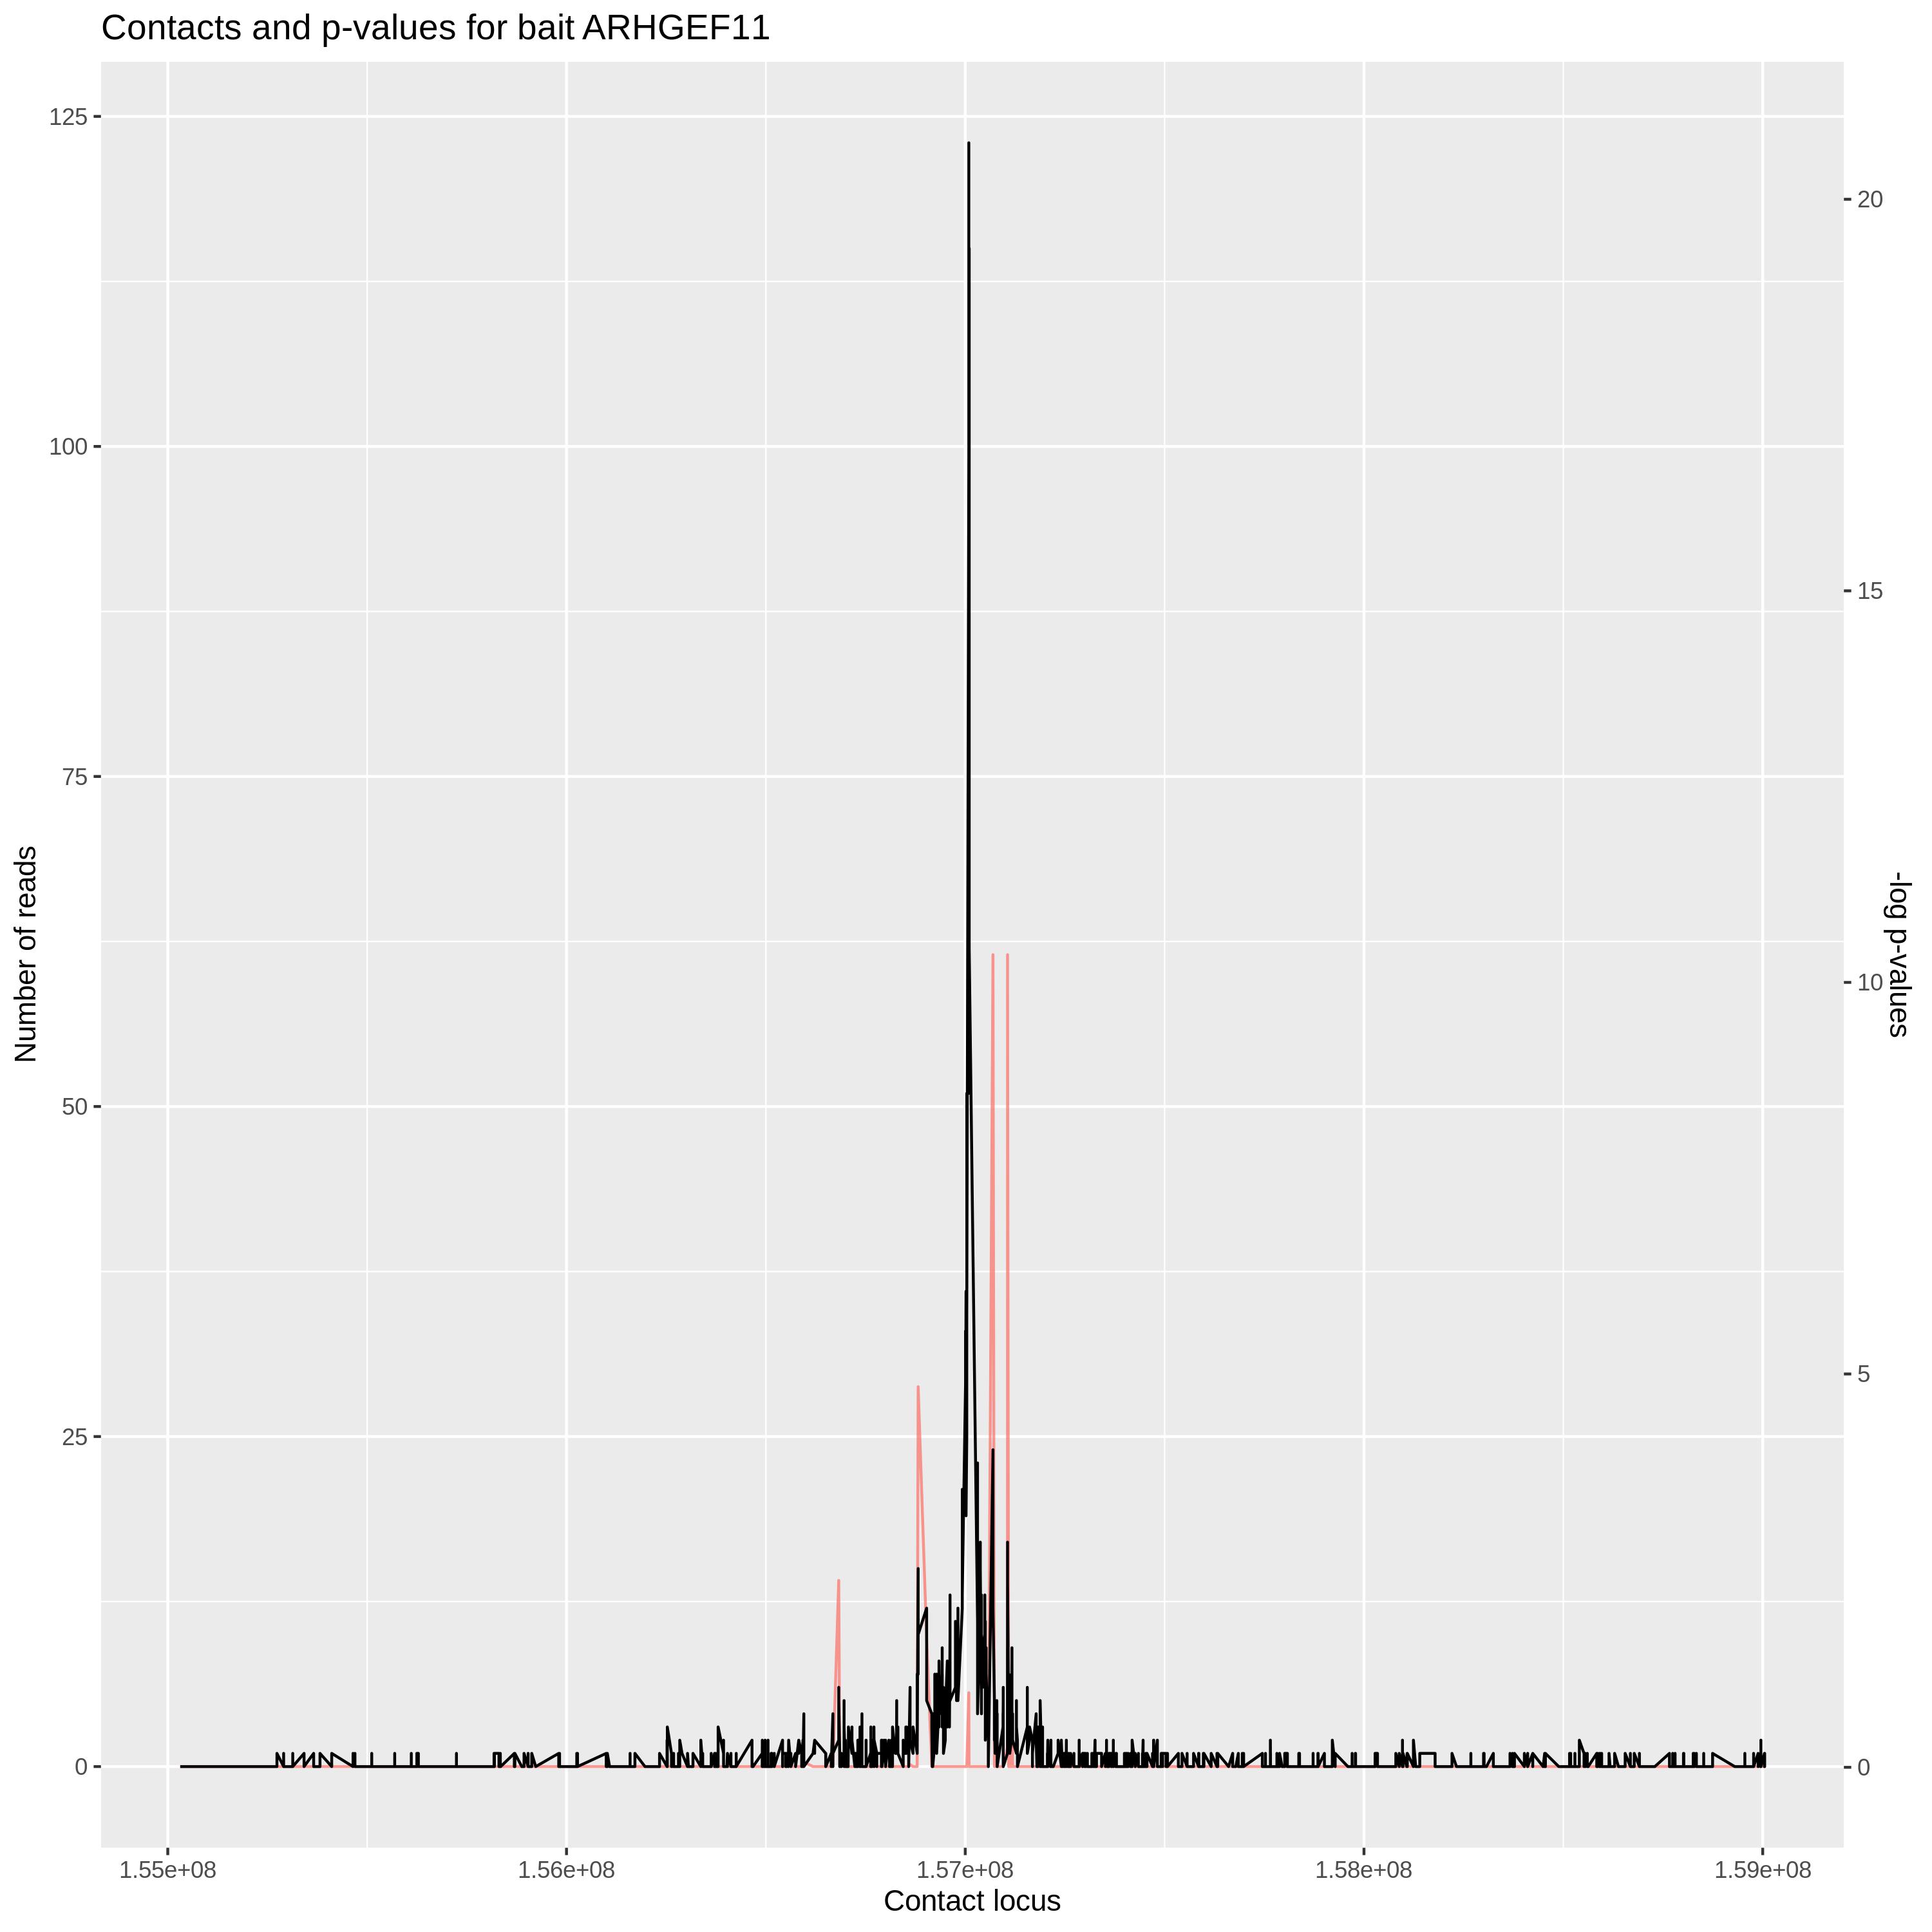 Contacts and p-values for bait ARHGEF11
125
100
75
50
25
0
Number of reads
20
15
10
5
0
-log p-values
1.55e+08
1.56e+08
1.57e+08
1.58e+08
1.59e+08
Contact locus